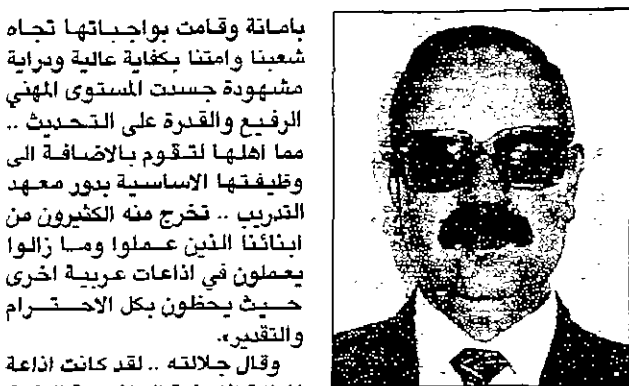 بامانة وقامت بواجباتها تجاه
شعبنا وامتنا بكفاية عالية ودراية
مشهودة جسدت المستوى المهني
الرفيع والقدرة على التحديث ..
مما اهلها لتقوم بالاضافة الى
وظيفتها الاساسية بدور معهد
التدريب .. تخرج منه الكثيرون من
ابنائنا الذين عملوا وما زالوا
يعملون في اذاعات عربية اخرى
حيث يحظون بكل الاحترام
والتقدير».
وقال جلالته .. لقد كانت اذاعة